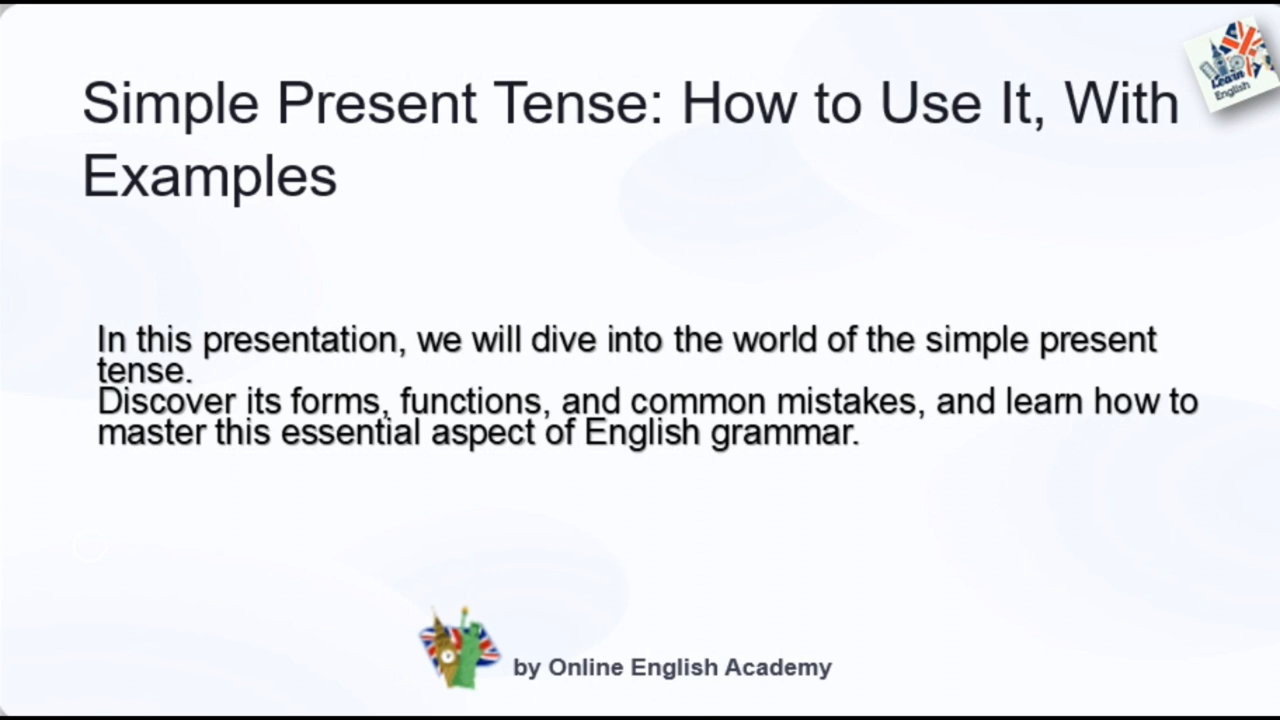 Simple Present Tense: How to Use It, With
Examples
Learn
English
In this presentation, we will dive into the world of the simple present
tense.
Discover its forms, functions, and common mistakes, and learn how to
master this essential aspect of English grammar.
by Online English Academy